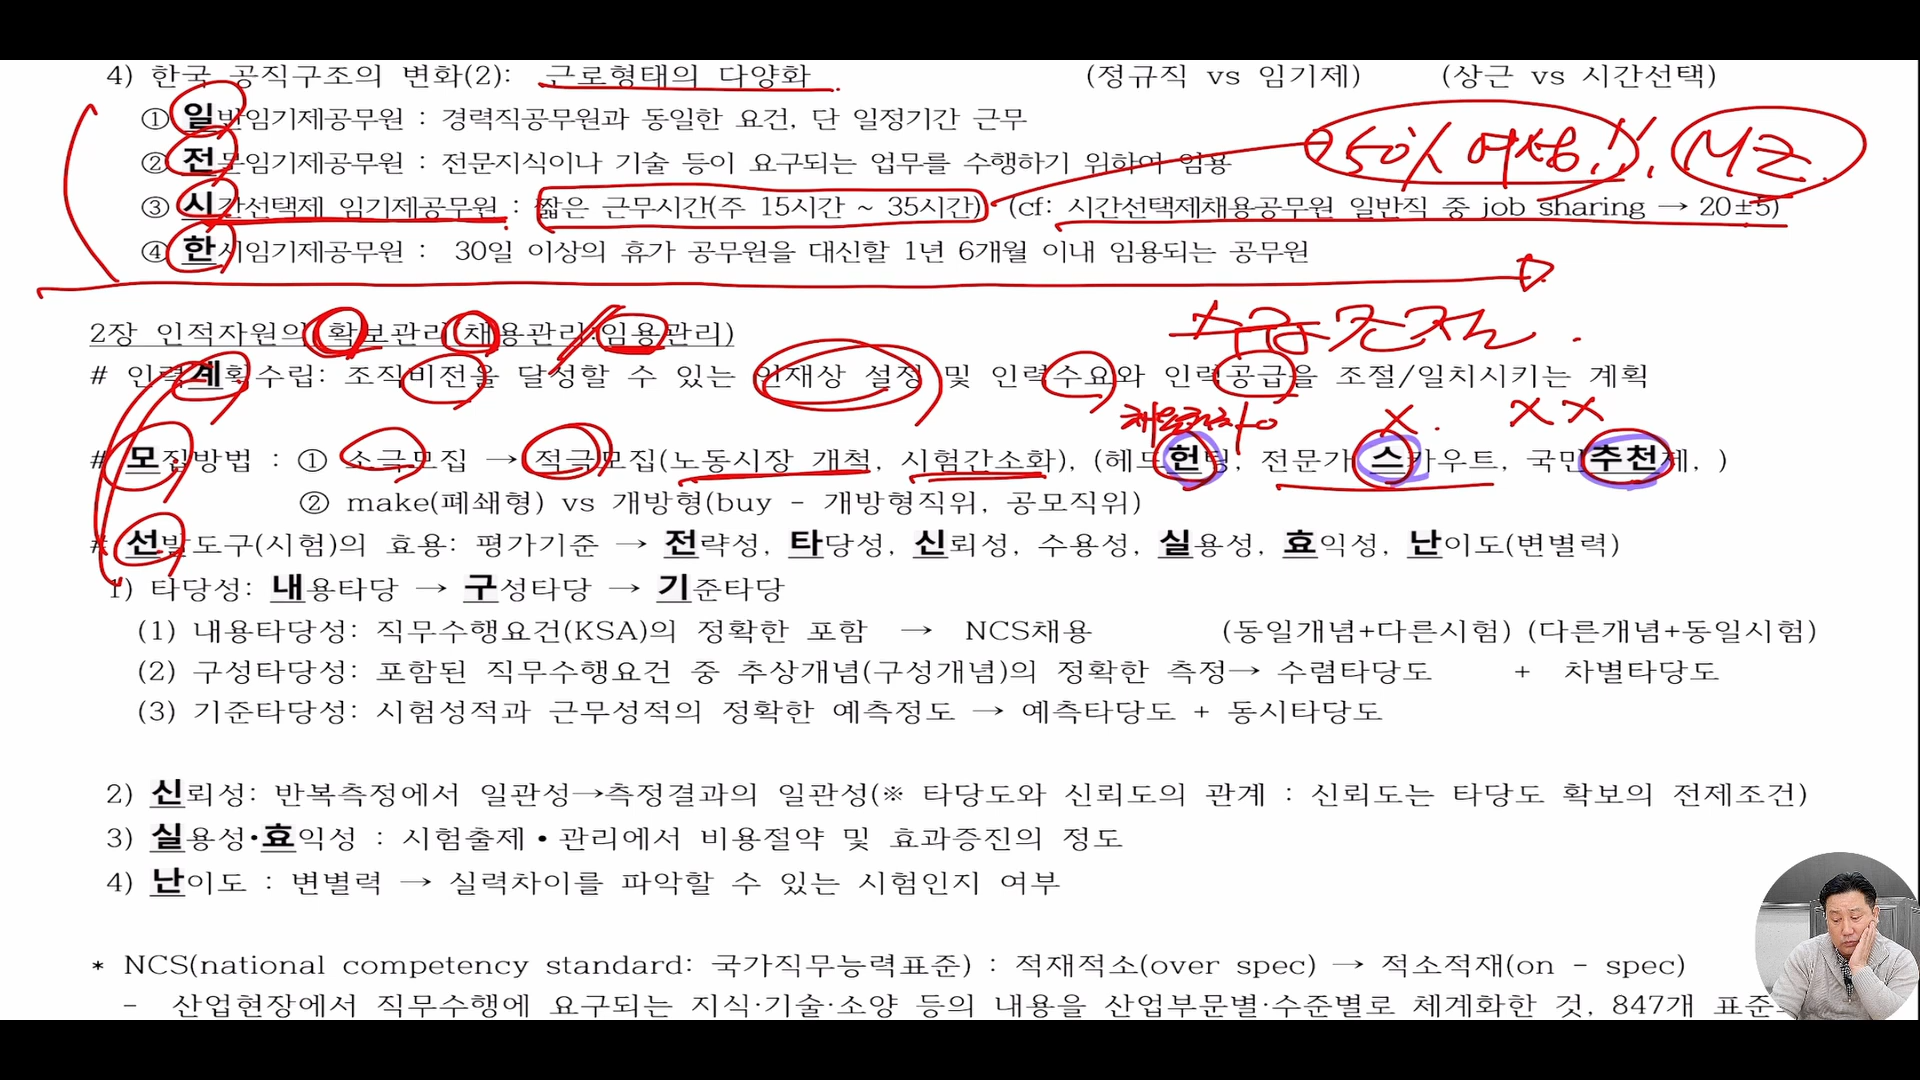 4) 한국 공직구조의 변화(2): 근로형태의 다양화 (정규직 vs 임기제) (상근 vs 시간선택)
① 일반임기제공무원 : 경력직공무원과 동일한 요건, 단 일정기간 근무
② 전문임기제공무원 : 전문지식이나 기술 등이 요구되는 업무를 수행하기 위하여 임용
50% 여성!! MZ
③ 시간선택제 임기제공무원 : 짧은 근무시간(주 15시간 ~ 35시간) (cf: 시간선택제채용공무원 일반직 중 job sharing → 20±5)
④ 한시임기제공무원 : 30일 이상의 휴가 공무원을 대신할 1년 6개월 이내 임용되는 공무원
2장 인적자원의 확보관리(채용관리:임용관리)
# 인력계획수립: 조직비전을 달성할 수 있는 인재상 설정 및 인력수요와 인력공급을 조절/일치시키는 계획
# 모집방법 : ① 소극모집 → 적극모집(노동시장 개척, 시험간소화), (헤드헌팅, 전문가 스카우트, 국민추천제, )
② make(폐쇄형) vs 개방형(buy - 개방형직위, 공모직위)
# 선발도구(시험)의 효용: 평가기준 → 전략성, 타당성, 신뢰성, 수용성, 실용성, 효익성, 난이도(변별력)
1) 타당성: 내용타당 → 구성타당 → 기준타당
(1) 내용타당성: 직무수행요건(KSA)의 정확한 포함 → NCS채용 (동일개념+다른시험) (다른개념+동일시험)
(2) 구성타당성: 포함된 직무수행요건 중 추상개념(구성개념)의 정확한 측정→ 수렴타당도 + 차별타당도
(3) 기준타당성: 시험성적과 근무성적의 정확한 예측정도 → 예측타당도 + 동시타당도
2) 신뢰성: 반복측정에서 일관성→측정결과의 일관성(※ 타당도와 신뢰도의 관계 : 신뢰도는 타당도 확보의 전제조건)
3) 실용성•효익성 : 시험출제•관리에서 비용절약 및 효과증진의 정도
4) 난이도 : 변별력 → 실력차이를 파악할 수 있는 시험인지 여부
* NCS(national competency standard: 국가직무능력표준) : 적재적소(over spec) → 적소적재(on - spec)
- 산업현장에서 직무수행에 요구되는 지식·기술·소양 등의 내용을 산업부문별·수준별로 체계화한 것, 847개 표준